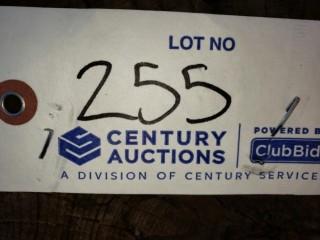 LOT NO
255
CENTURY AUCTIONS
POWERED B
ClubBid
A DIVISION OF CENTURY SERVICE